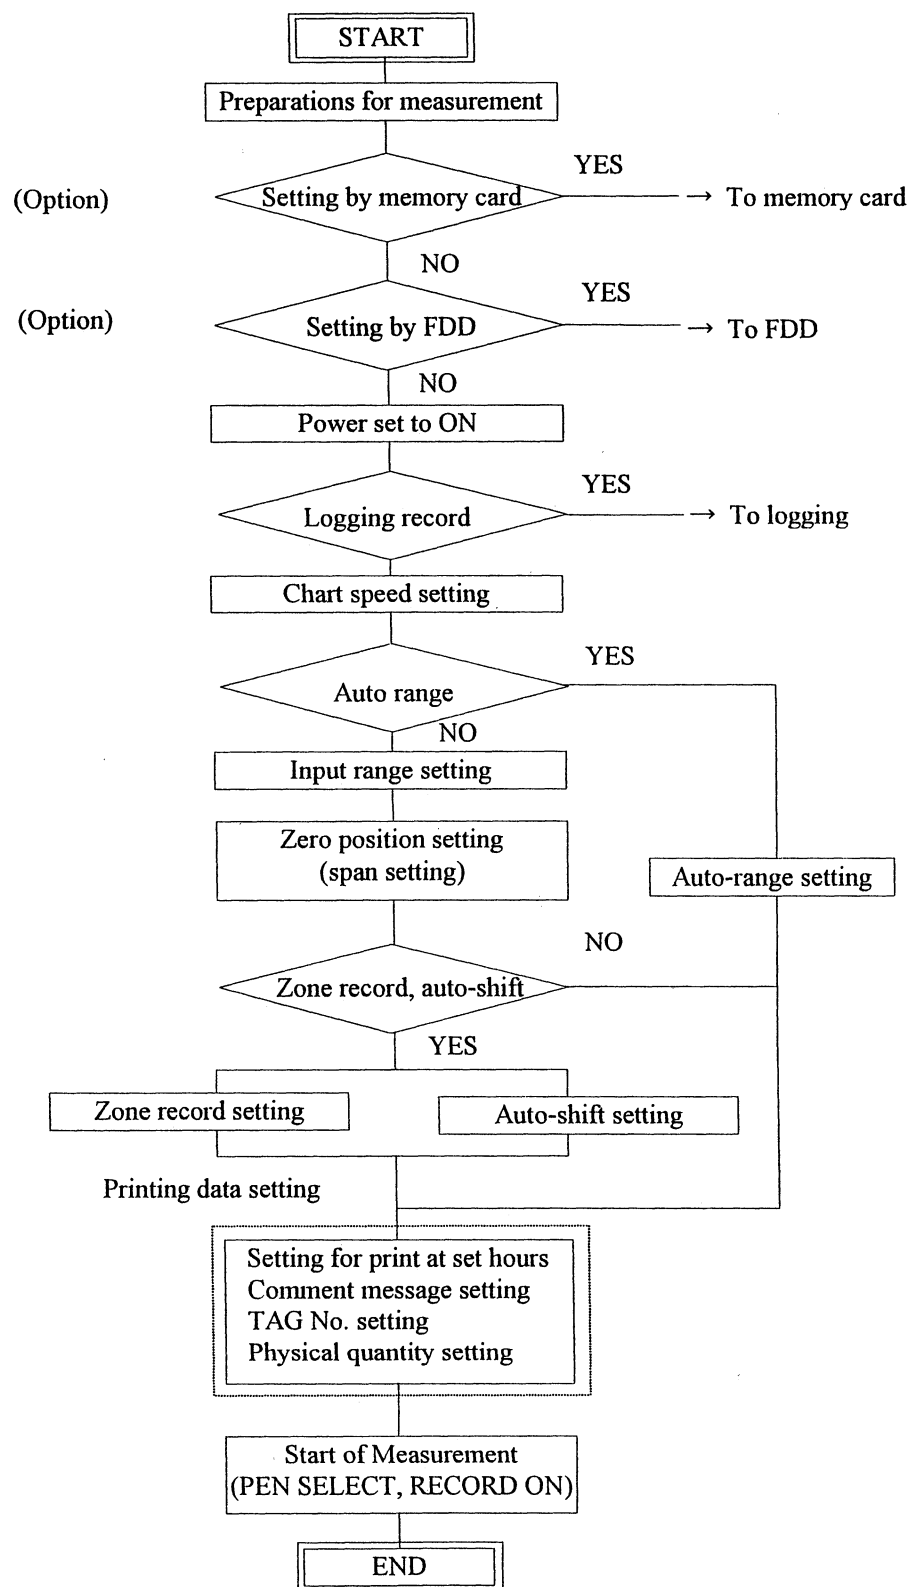 START
Preparations for measurement
YES
(Option)
Setting by memory card
→ To memory card
NO
YES
(Option)
Setting by FDD
→ To FDD
NO
Power set to ON
YES
Logging record
→ To logging
Chart speed setting
YES
Auto range
NO
Input range setting
Zero position setting
(span setting)
Auto-range setting
NO
Zone record, auto-shift
YES
Zone record setting
Auto-shift setting
Printing data setting
Setting for print at set hours
Comment message setting
TAG No. setting
Physical quantity setting
Start of Measurement
(PEN SELECT, RECORD ON)
END